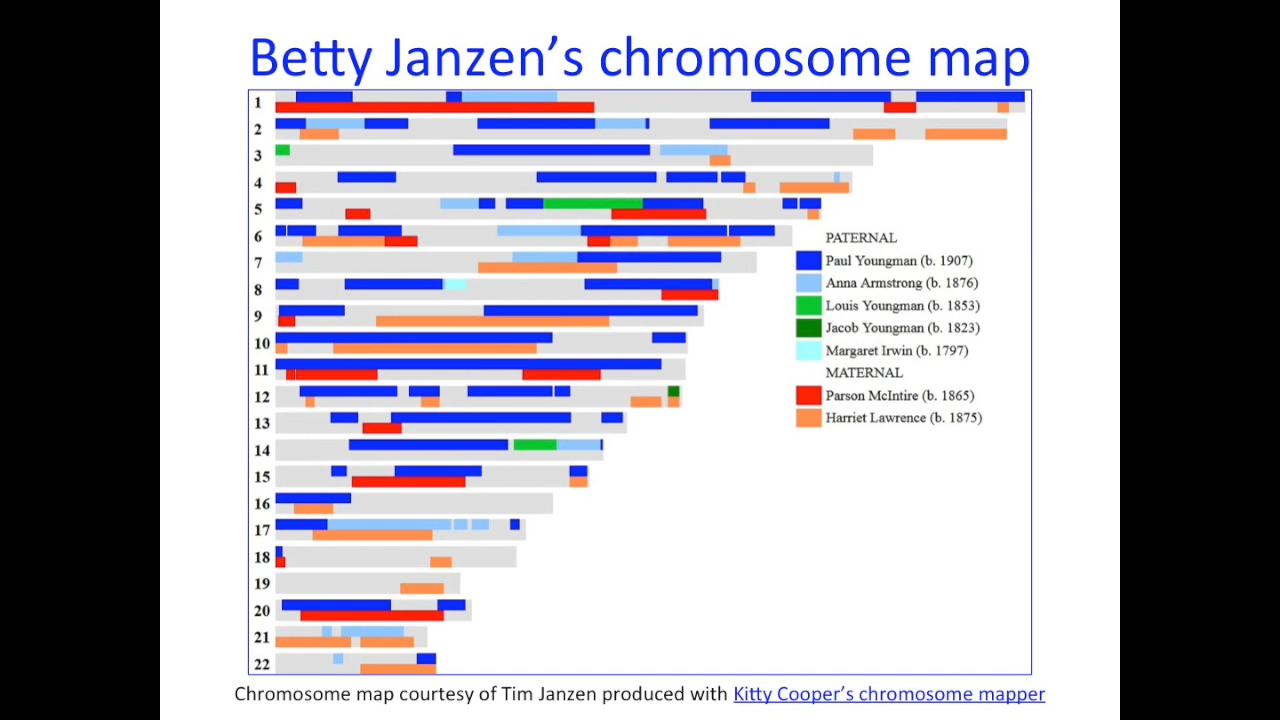 Betty Janzen's chromosome map
1
2
3
4
5
6
PATERNAL
Paul Youngman (b. 1907)
7
Anna Armstrong (b. 1876)
8
Louis Youngman (b. 1853)
9
Jacob Youngman (b. 1823)
10
Margaret Irwin (b. 1797)
11
MATERNAL
12
Parson McIntire (b. 1865)
13
Harriet Lawrence (b. 1875)
14
15
16
17
18
19
20
21
22
Chromosome map courtesy of Tim Janzen produced with Kitty Cooper's chromosome mapper